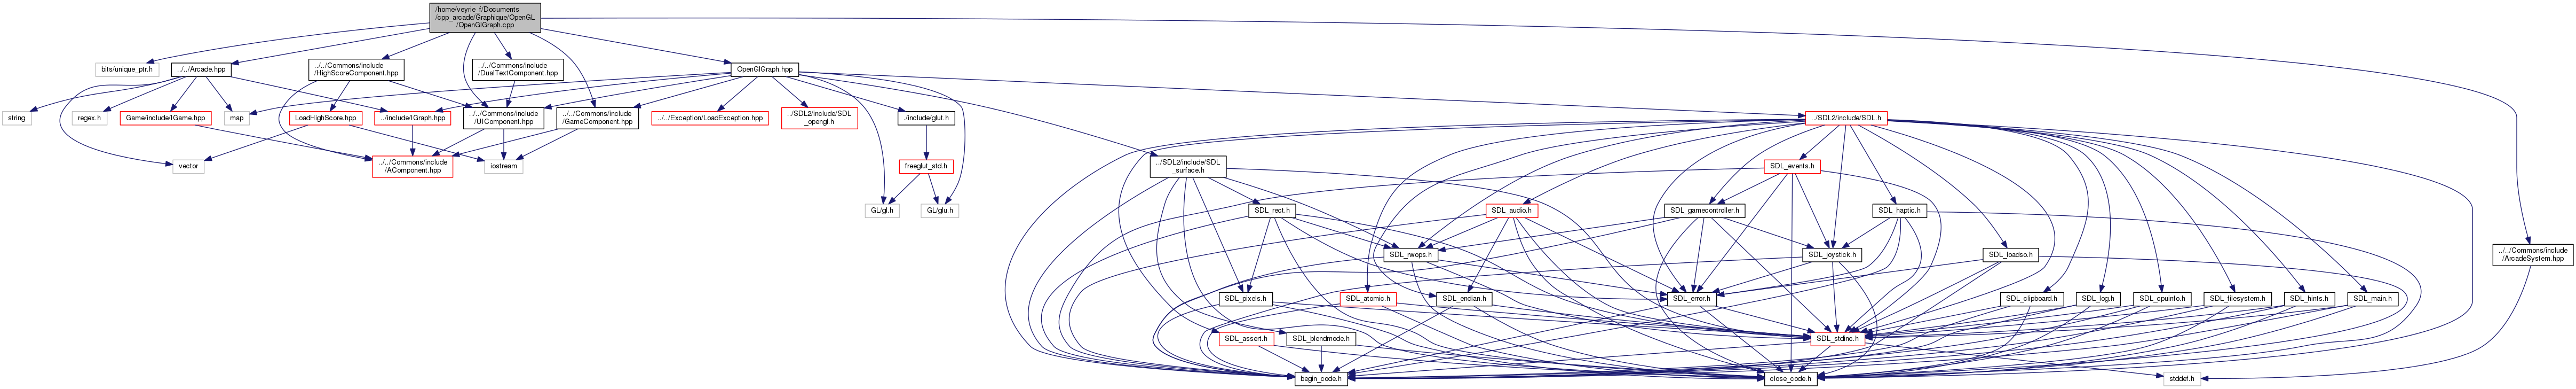 /home/veyrie_f/Documents
/cpp_arcade/Graphique/OpenGL
/OpenGlGraph.cpp
bits/unique_ptr.h
../../Arcade.hpp
../../Commons/include
/HighScoreComponent.hpp
../../Commons/include
/DualTextComponent.hpp
OpenGlGraph.hpp
string
regex.h
Game/include/IGame.hpp
map
LoadHighScore.hpp
../include/IGraph.hpp
../../Commons/include
/UIComponent.hpp
../../Commons/include
/GameComponent.hpp
../../Exception/LoadException.hpp
../SDL2/include/SDL
_opengl.h
./include/glut.h
../SDL2/include/SDL.h
vector
../../Commons/include
/AComponent.hpp
iostream
freeglut_std.h
../SDL2/include/SDL
_surface.h
SDL_events.h
GL/gl.h
GL/glu.h
SDL_rect.h
SDL_audio.h
SDL_gamecontroller.h
SDL_haptic.h
SDL_rwops.h
SDL_joystick.h
SDL_loadso.h
../../Commons/include
/ArcadeSystem.hpp
SDL_pixels.h
SDL_atomic.h
SDL_endian.h
SDL_error.h
SDL_clipboard.h
SDL_log.h
SDL_cpuinfo.h
SDL_filesystem.h
SDL_hints.h
SDL_main.h
SDL_assert.h
SDL_blendmode.h
SDL_stdinc.h
begin_code.h
close_code.h
stddef.h